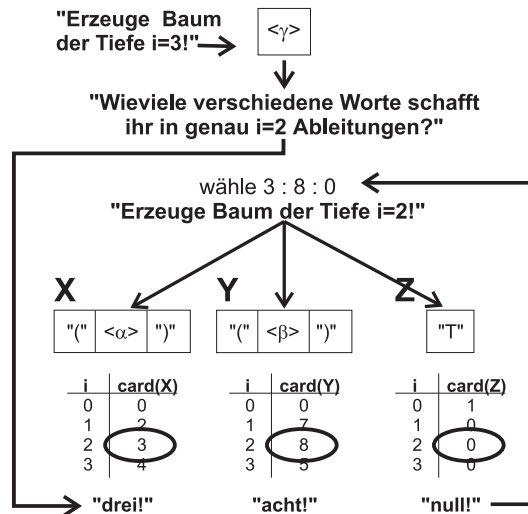 "Erzeuge Baum
der Tiefe i=3!"
<γ>
"Wieviele verschiedene Worte schafft
ihr in genau i=2 Ableitungen?"
wähle 3 : 8 : 0
"Erzeuge Baum der Tiefe i=2!"
X Y Z
"(" <α> ")" "(" <β> ")" "T"
i card(X) i card(Y) i card(Z)
0 0 0 0 0 1
1 2 1 7 1 0
2 3 2 8 2 0
3 4 3 5 3 0
"drei!" "acht!" "null!"